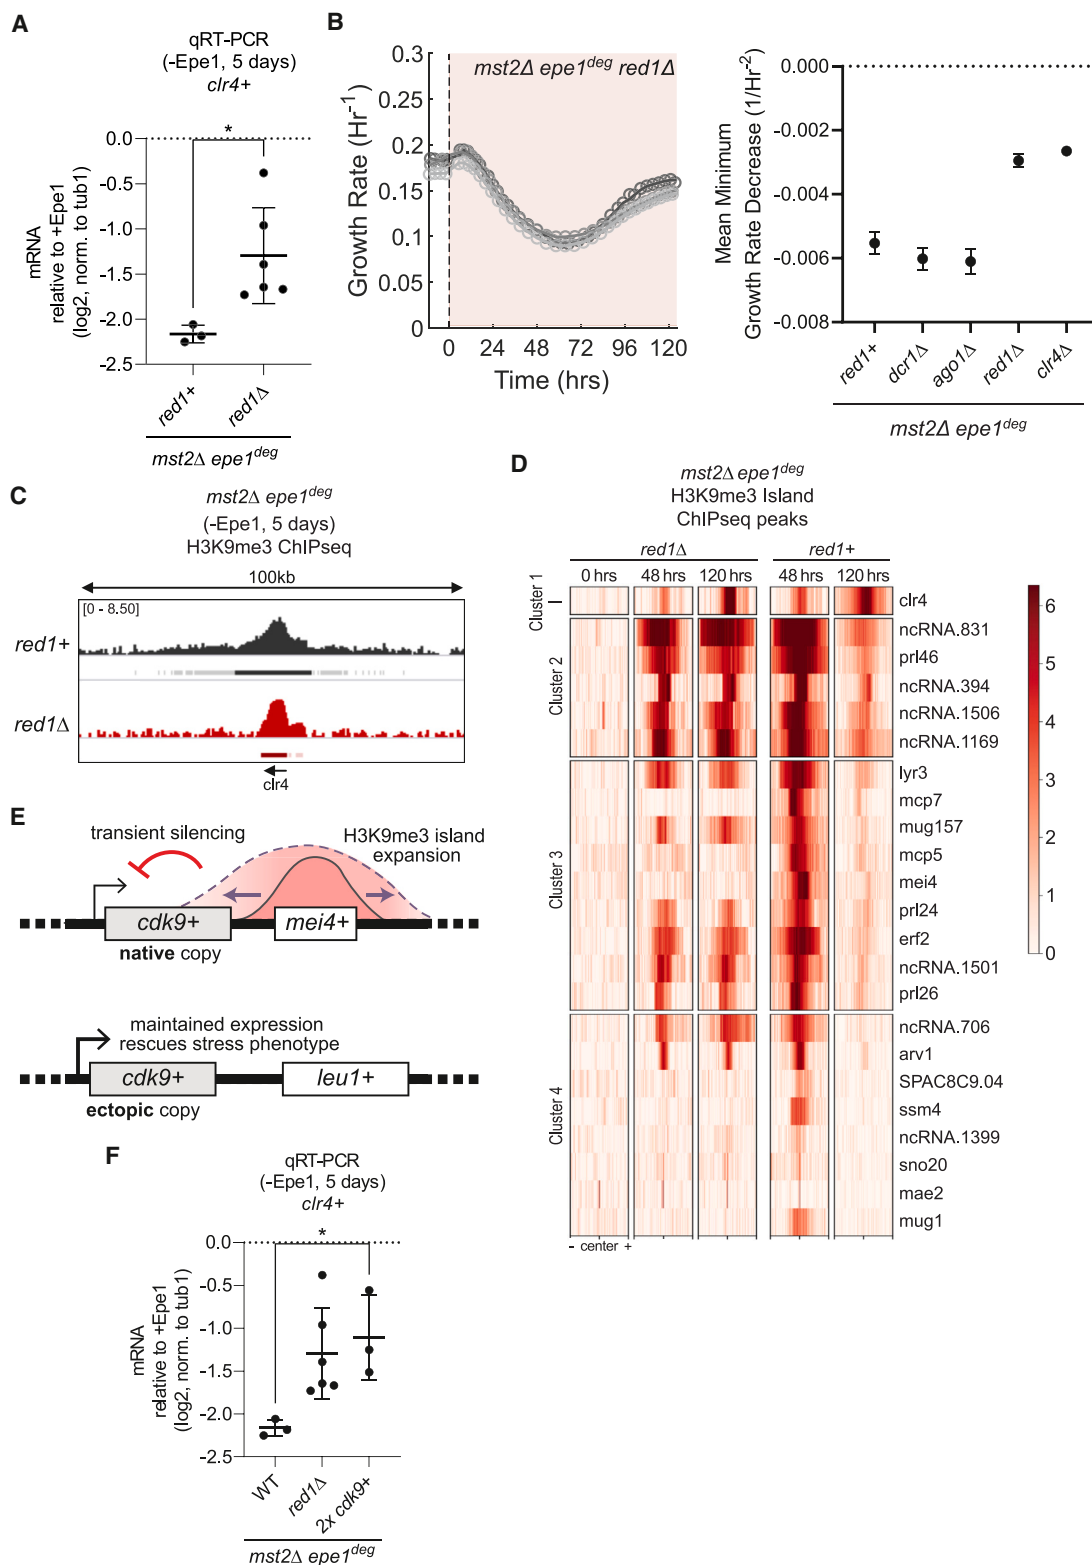 A
qRT-PCR
(-Epe1, 5 days)
clr4+
*
0.0
-0.5
-1.0
-1.5
-2.0
-2.5
mRNA
relative to +Epe1
(log2, norm. to tub1)
red1+
red1Δ
mst2Δ epe1deg
B
mst2Δ epe1deg red1Δ
0.3
0.25
0.2
0.15
0.1
0.05
0
Growth Rate (Hr-1)
0 24 48 72 96 120
Time (hrs)
0.000
-0.002
-0.004
-0.006
-0.008
Mean Minimum
Growth Rate Decrease (1/Hr-2)
red1+
dcr1Δ
ago1Δ
red1Δ
clr4Δ
mst2Δ epe1deg
C
mst2Δ epe1deg
(-Epe1, 5 days)
H3K9me3 ChIPseq
100kb
[0 - 8.50]
red1+
red1Δ
clr4
D
mst2Δ epe1deg
H3K9me3 Island
ChIPseq peaks
red1Δ red1+
0 hrs 48 hrs 120 hrs 48 hrs 120 hrs
Cluster 1
clr4
Cluster 2
ncRNA.831
prl46
ncRNA.394
ncRNA.1506
ncRNA.1169
Cluster 3
lyr3
mcp7
mug157
mcp5
mei4
prl24
erf2
ncRNA.1501
prl26
Cluster 4
ncRNA.706
arv1
SPAC8C9.04
ssm4
ncRNA.1399
sno20
mae2
mug1
- center +
6
5
4
3
2
1
0
E
transient silencing
H3K9me3 island
expansion
cdk9+
mei4+
native copy
maintained expression
rescues stress phenotype
cdk9+
leu1+
ectopic copy
F
qRT-PCR
(-Epe1, 5 days)
clr4+
*
0.0
-0.5
-1.0
-1.5
-2.0
-2.5
mRNA
relative to +Epe1
(log2, norm. to tub1)
WT
red1Δ
2x cdk9+
mst2Δ epe1deg